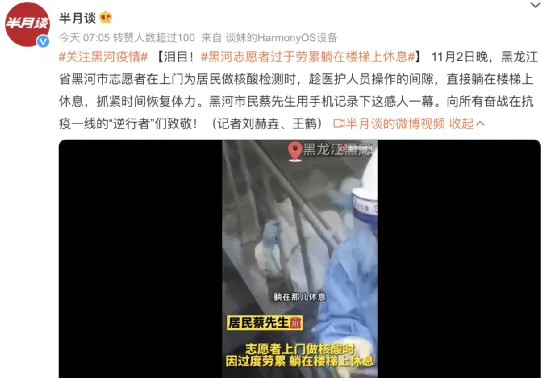 半月谈
半月谈
今天 07:05 转赞人数超过100 来自 谈妹的HarmonyOS设备
#关注黑河疫情# 【泪目！#黑河志愿者过于劳累躺在楼梯上休息#】 11月2日晚，黑龙江
省黑河市志愿者在上门为居民做核酸检测时，趁医护人员操作的间隙，直接躺在楼梯上
休息，抓紧时间恢复体力。黑河市民蔡先生用手机记录下这感人一幕。向所有奋战在抗
疫一线的“逆行者”们致敬！（记者刘赫垚、王鹤） 半月谈的微博视频 收起
黑龙江黑河
躺在那儿休息
居民蔡先生
志愿者上门做核酸时
因过度劳累 躺在楼梯上休息